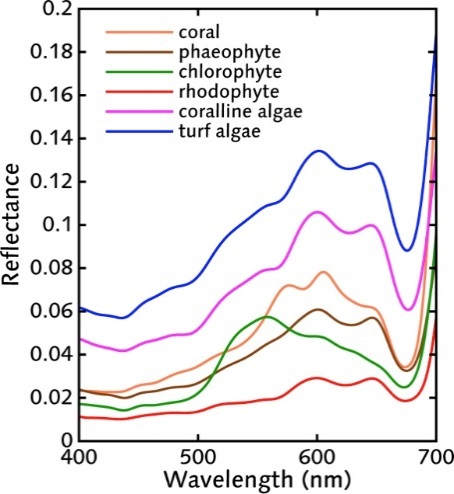 0.2
0.18
0.16
0.14
0.12
0.1
0.08
0.06
0.04
0.02
0
Reflectance
coral
phaeophyte
chlorophyte
rhodophyte
coralline algae
turf algae
400 500 600 700
Wavelength (nm)